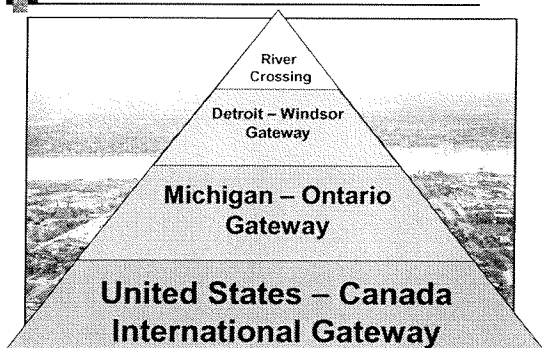 River
Crossing
Detroit – Windsor
Gateway
Michigan – Ontario
Gateway
United States – Canada
International Gateway